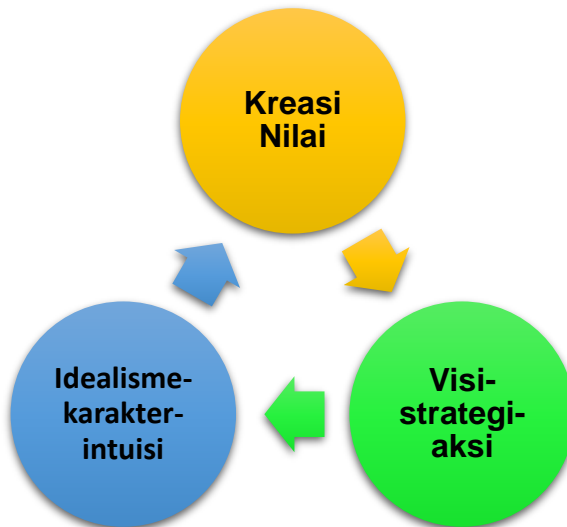 Kreasi
Nilai
Idealisme-
karakter-
intuisi
Visi-
strategi-
aksi